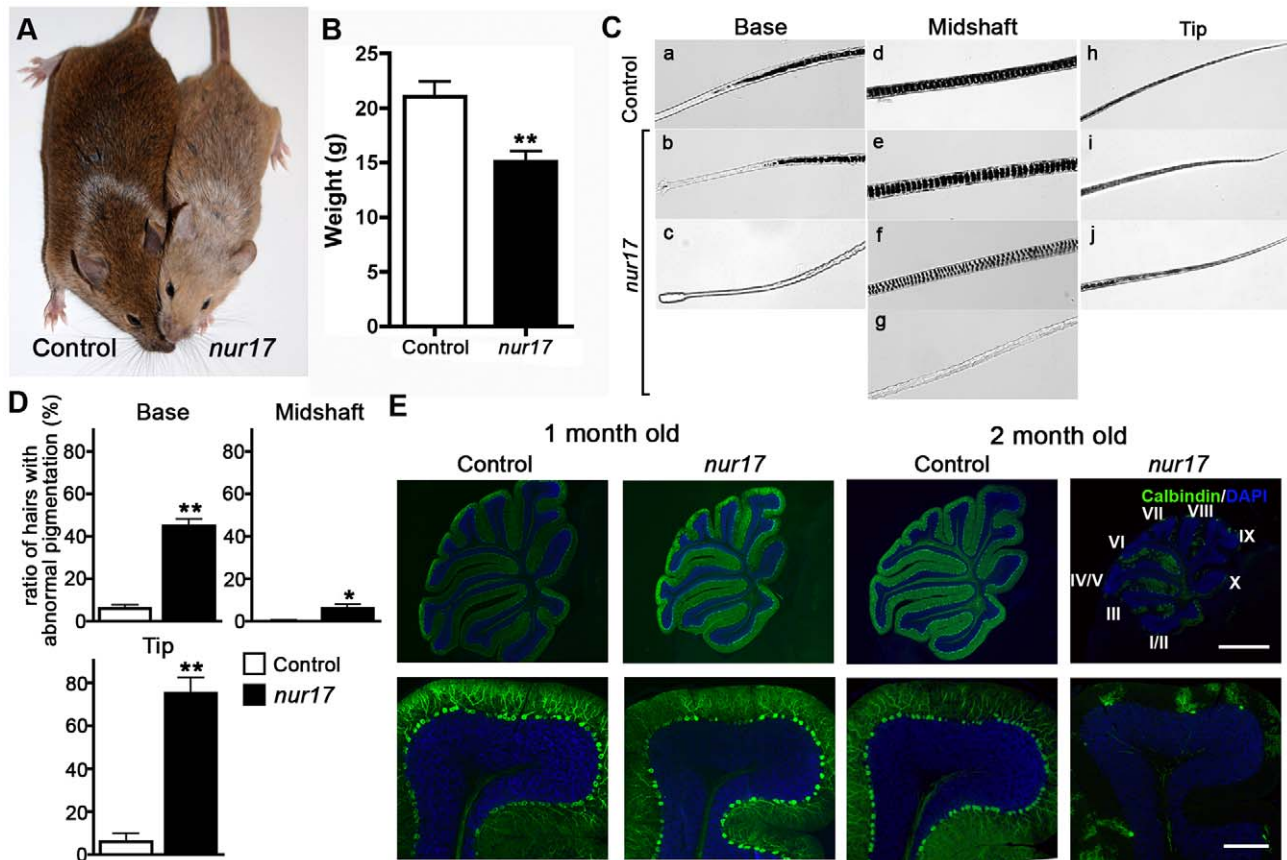 A
Control
nur17
B
Weight (g)
25
20
15
10
5
0
**
Control
nur17
C
Base
Midshaft
Tip
Control
nur17
a
d
h
b
e
i
c
f
j
g
D
ratio of hairs with
abnormal pigmentation (%)
Base
Midshaft
80
60
40
20
0
**
80
60
40
20
0
*
Tip
80
60
40
20
0
**
Control
nur17
E
1 month old
2 month old
Control
nur17
Control
nur17
Calbindin/DAPI
VII
VIII
VI
IX
IV/V
X
III
I/II